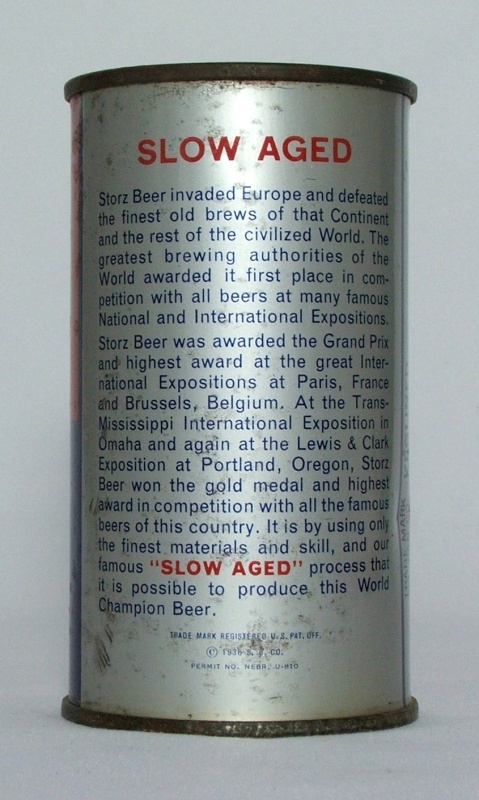 SLOW AGED
Storz Beer invaded Europe and defeated
the finest old brews of that Continent
and the rest of the civilized World. The
greatest brewing authorities of the
World awarded it first place in com-
petition with all beers at many famous
National and International Expositions.
Storz Beer was awarded the Grand Prix
and highest award at the great Inter-
national Expositions at Paris, France
and Brussels, Belgium. At the Trans-
Mississippi International Exposition in
Omaha and again at the Lewis & Clark
Exposition at Portland, Oregon, Storz
Beer won the gold medal and highest
award in competition with all the famous
beers of this country. It is by using only
the finest materials and skill, and our
famous "SLOW AGED" process that
it is possible to produce this World
Champion Beer.
TRADE MARK REGISTERED U.S. PAT. OFF.
© 1936 S. B. CO.
PERMIT NO. NEBR. U-810
TRADE MARK